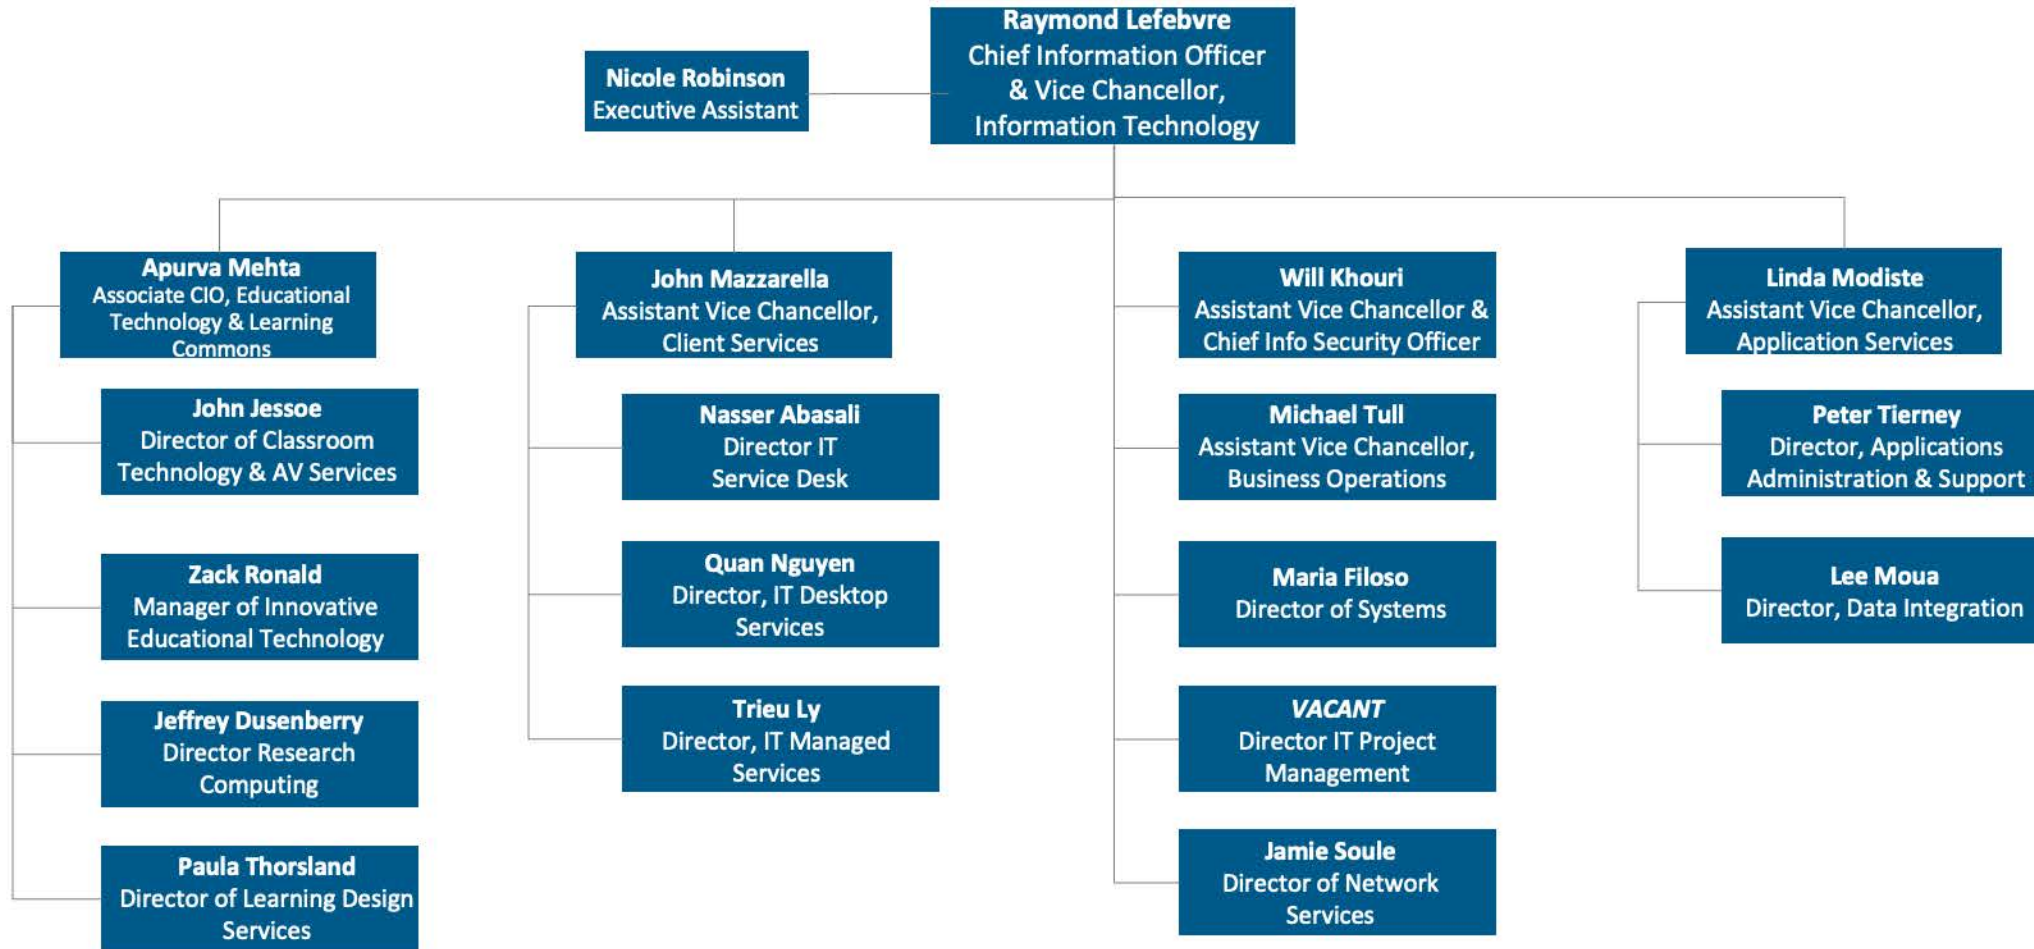 Raymond Lefebvre
Chief Information Officer
& Vice Chancellor,
Information Technology
Nicole Robinson
Executive Assistant
Apurva Mehta
Associate CIO, Educational
Technology & Learning
Commons
John Jessoe
Director of Classroom
Technology & AV Services
Zack Ronald
Manager of Innovative
Educational Technology
Jeffrey Dusenberry
Director Research
Computing
Paula Thorsland
Director of Learning Design
Services
John Mazzarella
Assistant Vice Chancellor,
Client Services
Nasser Abasali
Director IT
Service Desk
Quan Nguyen
Director, IT Desktop
Services
Trieu Ly
Director, IT Managed
Services
Will Khouri
Assistant Vice Chancellor &
Chief Info Security Officer
Michael Tull
Assistant Vice Chancellor,
Business Operations
Maria Filoso
Director of Systems
VACANT
Director IT Project
Management
Jamie Soule
Director of Network
Services
Linda Modiste
Assistant Vice Chancellor,
Application Services
Peter Tierney
Director, Applications
Administration & Support
Lee Moua
Director, Data Integration